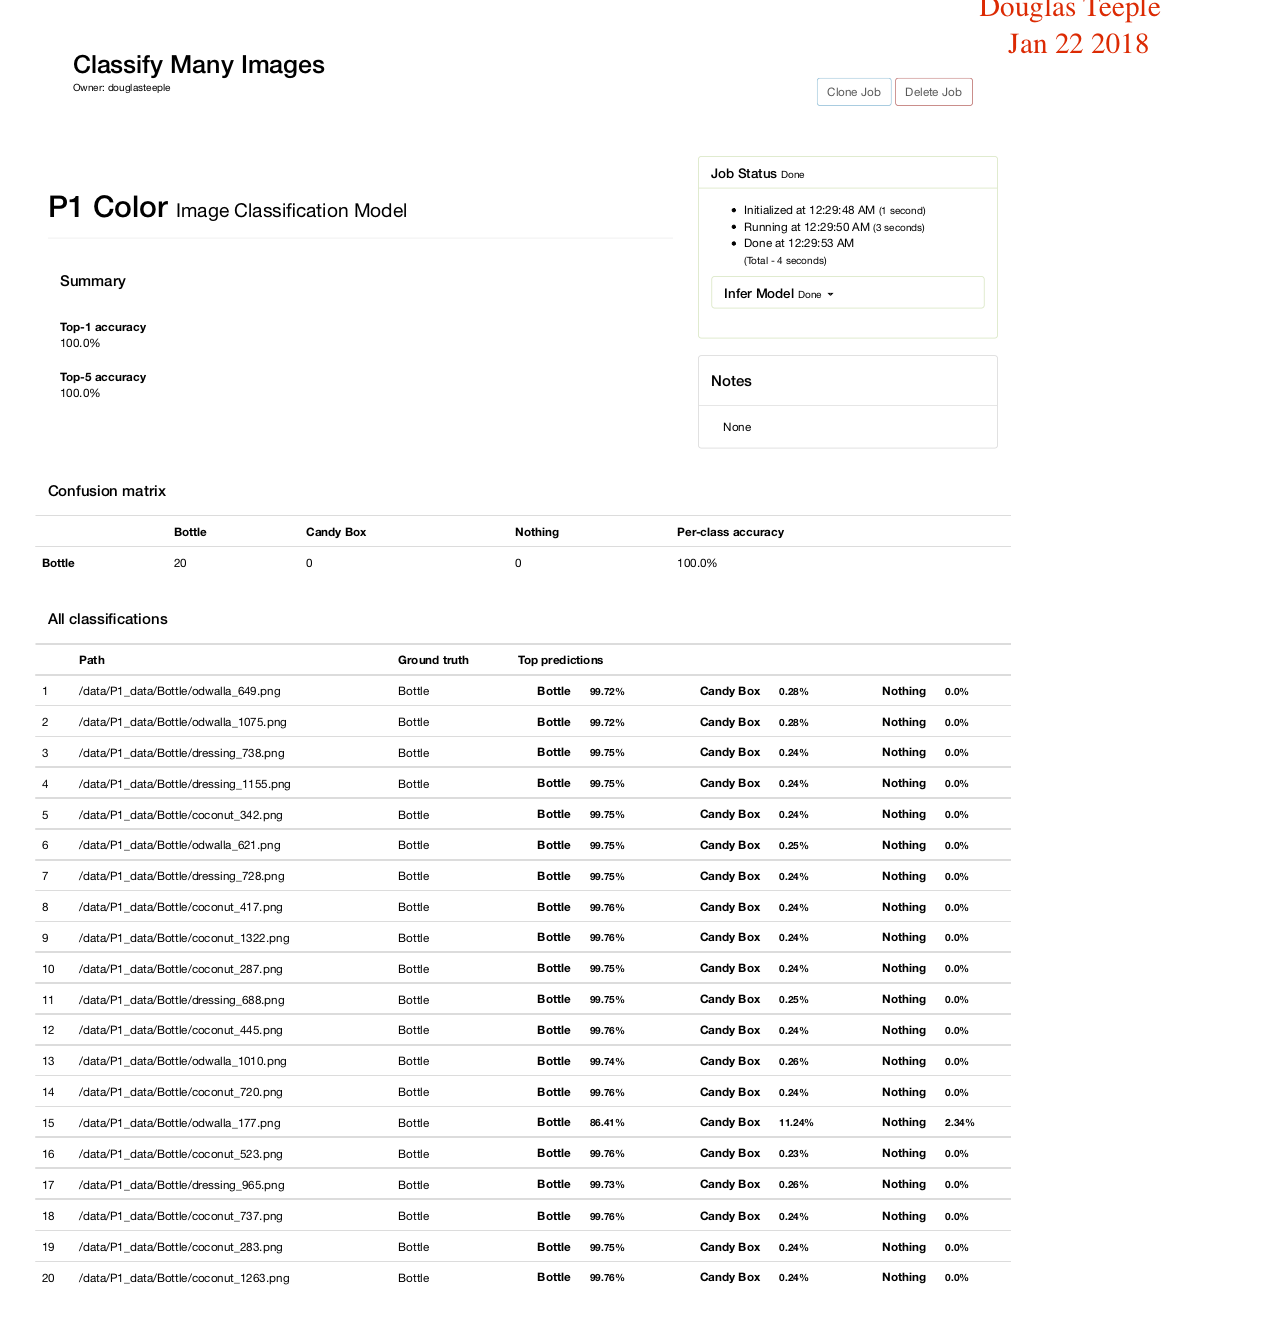 Douglas Teeple
Jan 22 2018
Classify Many Images
Owner: douglasteeple
Clone Job Delete Job
P1 Color Image Classification Model
Summary
Top-1 accuracy
100.0%
Top-5 accuracy
100.0%
Job Status Done
Initialized at 12:29:48 AM (1 second)
Running at 12:29:50 AM (3 seconds)
Done at 12:29:53 AM
(Total - 4 seconds)
Infer Model Done
Notes
None
Confusion matrix
Bottle Candy Box Nothing Per-class accuracy
Bottle 20 0 0 100.0%
All classifications
Path Ground truth Top predictions
1 /data/P1_data/Bottle/odwalla_649.png Bottle Bottle 99.72% Candy Box 0.28% Nothing 0.0%
2 /data/P1_data/Bottle/odwalla_1075.png Bottle Bottle 99.72% Candy Box 0.28% Nothing 0.0%
3 /data/P1_data/Bottle/dressing_738.png Bottle Bottle 99.75% Candy Box 0.24% Nothing 0.0%
4 /data/P1_data/Bottle/dressing_1155.png Bottle Bottle 99.75% Candy Box 0.24% Nothing 0.0%
5 /data/P1_data/Bottle/coconut_342.png Bottle Bottle 99.75% Candy Box 0.24% Nothing 0.0%
6 /data/P1_data/Bottle/odwalla_621.png Bottle Bottle 99.75% Candy Box 0.25% Nothing 0.0%
7 /data/P1_data/Bottle/dressing_728.png Bottle Bottle 99.75% Candy Box 0.24% Nothing 0.0%
8 /data/P1_data/Bottle/coconut_417.png Bottle Bottle 99.76% Candy Box 0.24% Nothing 0.0%
9 /data/P1_data/Bottle/coconut_1322.png Bottle Bottle 99.76% Candy Box 0.24% Nothing 0.0%
10 /data/P1_data/Bottle/coconut_287.png Bottle Bottle 99.75% Candy Box 0.24% Nothing 0.0%
11 /data/P1_data/Bottle/dressing_688.png Bottle Bottle 99.75% Candy Box 0.25% Nothing 0.0%
12 /data/P1_data/Bottle/coconut_445.png Bottle Bottle 99.76% Candy Box 0.24% Nothing 0.0%
13 /data/P1_data/Bottle/odwalla_1010.png Bottle Bottle 99.74% Candy Box 0.26% Nothing 0.0%
14 /data/P1_data/Bottle/coconut_720.png Bottle Bottle 99.76% Candy Box 0.24% Nothing 0.0%
15 /data/P1_data/Bottle/odwalla_177.png Bottle Bottle 86.41% Candy Box 11.24% Nothing 2.34%
16 /data/P1_data/Bottle/coconut_523.png Bottle Bottle 99.76% Candy Box 0.23% Nothing 0.0%
17 /data/P1_data/Bottle/dressing_965.png Bottle Bottle 99.73% Candy Box 0.26% Nothing 0.0%
18 /data/P1_data/Bottle/coconut_737.png Bottle Bottle 99.76% Candy Box 0.24% Nothing 0.0%
19 /data/P1_data/Bottle/coconut_283.png Bottle Bottle 99.75% Candy Box 0.24% Nothing 0.0%
20 /data/P1_data/Bottle/coconut_1263.png Bottle Bottle 99.76% Candy Box 0.24% Nothing 0.0%